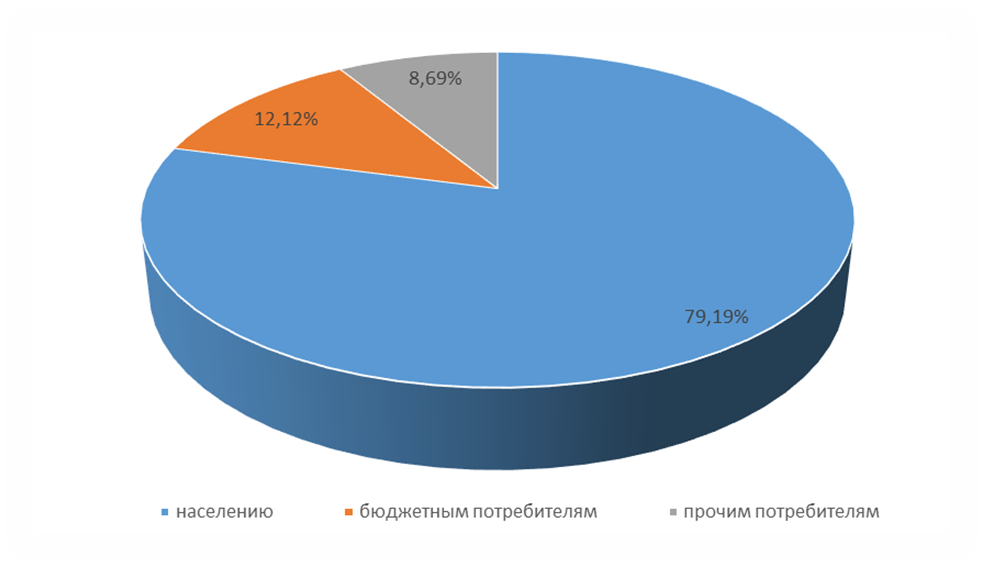 8,69%
12,12%
79,19%
населению бюджетным потребителям прочим потребителям